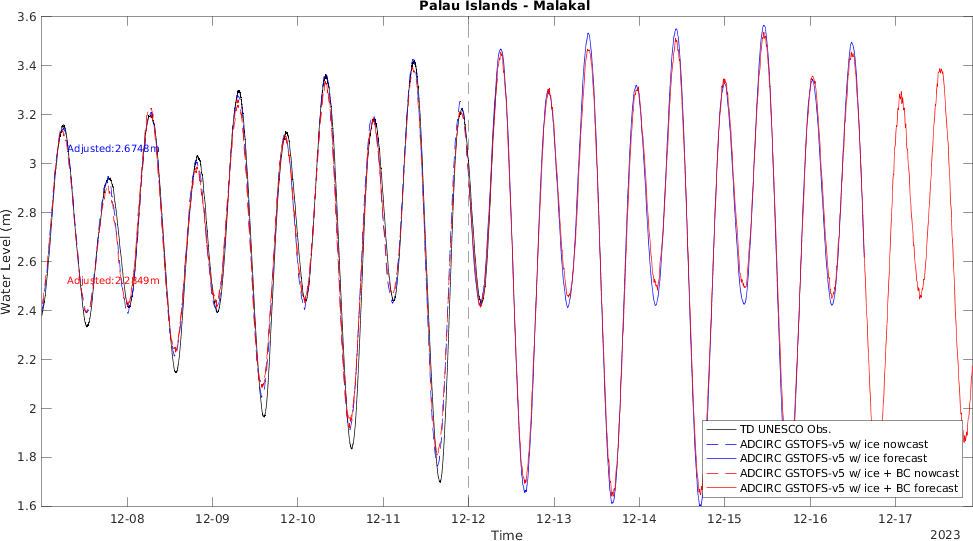 Palau Islands - Malakal
3.6
3.4
3.2
3
2.8
2.6
2.4
2.2
2
1.8
1.6
Water Level (m)
Adjusted:2.6743m
Adjusted:2.2849m
TD UNESCO Obs.
ADCIRC GSTOFS-v5 w/ ice nowcast
ADCIRC GSTOFS-v5 w/ ice forecast
ADCIRC GSTOFS-v5 w/ ice + BC nowcast
ADCIRC GSTOFS-v5 w/ ice + BC forecast
12-08 12-09 12-10 12-11 12-12 12-13 12-14 12-15 12-16 12-17
Time
2023